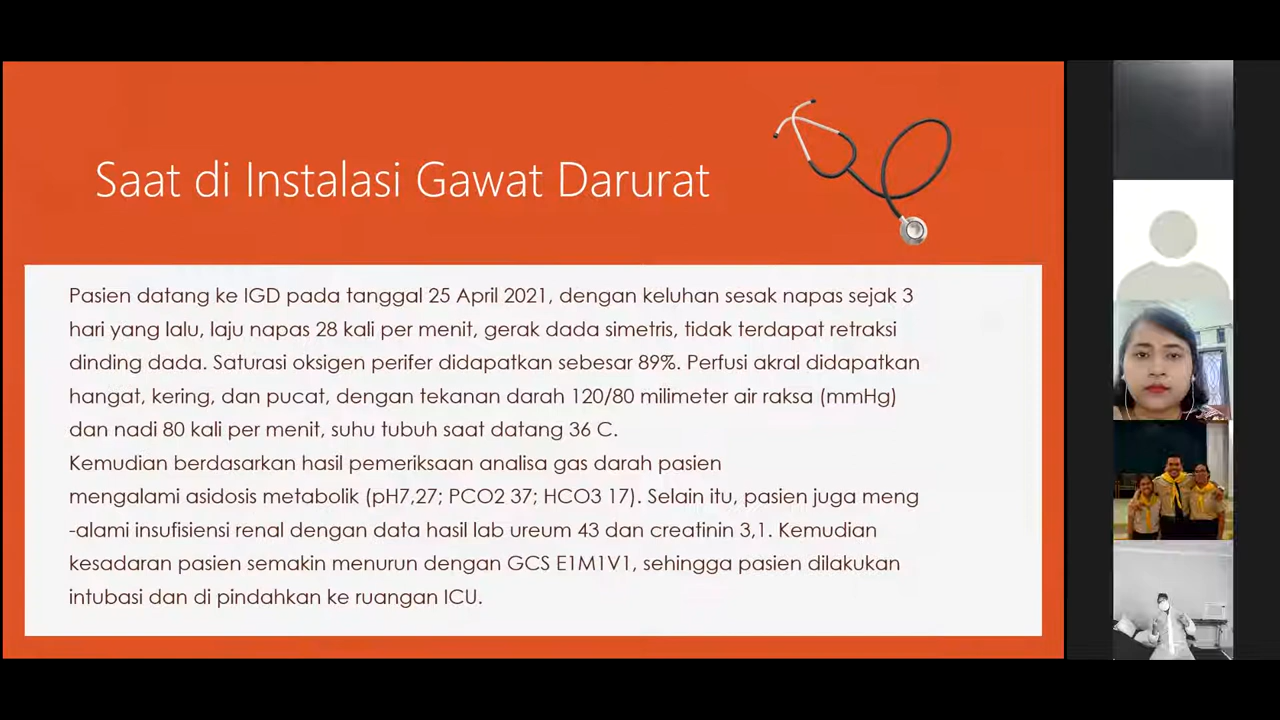 Saat di Instalasi Gawat Darurat
Pasien datang ke IGD pada tanggal 25 April 2021, dengan keluhan sesak napas sejak 3
hari yang lalu, laju napas 28 kali per menit, gerak dada simetris, tidak terdapat retraksi
dinding dada. Saturasi oksigen perifer didapatkan sebesar 89%. Perfusi akral didapatkan
hangat, kering, dan pucat, dengan tekanan darah 120/80 milimeter air raksa (mmHg)
dan nadi 80 kali per menit, suhu tubuh saat datang 36 C.
Kemudian berdasarkan hasil pemeriksaan analisa gas darah pasien
mengalami asidosis metabolik (pH7,27; PCO2 37; HCO3 17). Selain itu, pasien juga meng
-alami insufisiensi renal dengan data hasil lab ureum 43 dan creatinin 3,1. Kemudian
kesadaran pasien semakin menurun dengan GCS E1M1V1, sehingga pasien dilakukan
intubasi dan di pindahkan ke ruangan ICU.